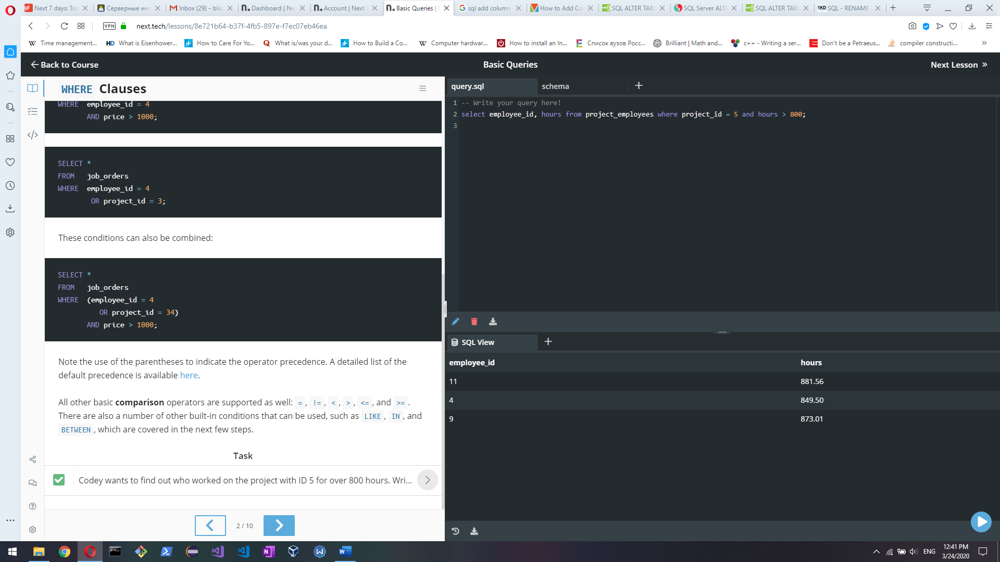 Next 7 days: Too
Серверные инт
Inbox (29) - blac
Dashboard | Ne
Account | Next T
Basic Queries |
sql add column
How to Add Col
SQL ALTER TABL
SQL Server ALTE
SQL ALTER TABL
1KD SQL - RENAME
VPN next.tech/lessons/8e721b64-b37f-4fb5-897e-f7ec07eb46ea
Time management...
What is Eisenhower...
How to Care For Yo...
What is/was your d...
How to Build a Co...
Computer hardwar...
How to install an In...
Список вузов Росс...
Brilliant | Math and...
c++ - Writing a ser...
Don't be a Petraeus...
compiler constructi...
Back to Course
Basic Queries
Next Lesson »
WHERE Clauses
WHERE employee_id = 4
AND price > 1000;
SELECT *
FROM job_orders
WHERE employee_id = 4
OR project_id = 3;
These conditions can also be combined:
SELECT *
FROM job_orders
WHERE (employee_id = 4
OR project_id = 34)
AND price > 1000;
Note the use of the parentheses to indicate the operator precedence. A detailed list of the
default precedence is available here.
All other basic comparison operators are supported as well: = , != , < , > , <= , and >= .
There are also a number of other built-in conditions that can be used, such as LIKE , IN , and
BETWEEN , which are covered in the next few steps.
Task
Codey wants to find out who worked on the project with ID 5 for over 800 hours. Wri...
2 / 10
query.sql
schema
1 -- Write your query here!
2 select employee_id, hours from project_employees where project_id = 5 and hours > 800;
3
SQL View
employee_id hours
11 881.56
4 849.50
9 873.01
ENG
12:41 PM
3/24/2020